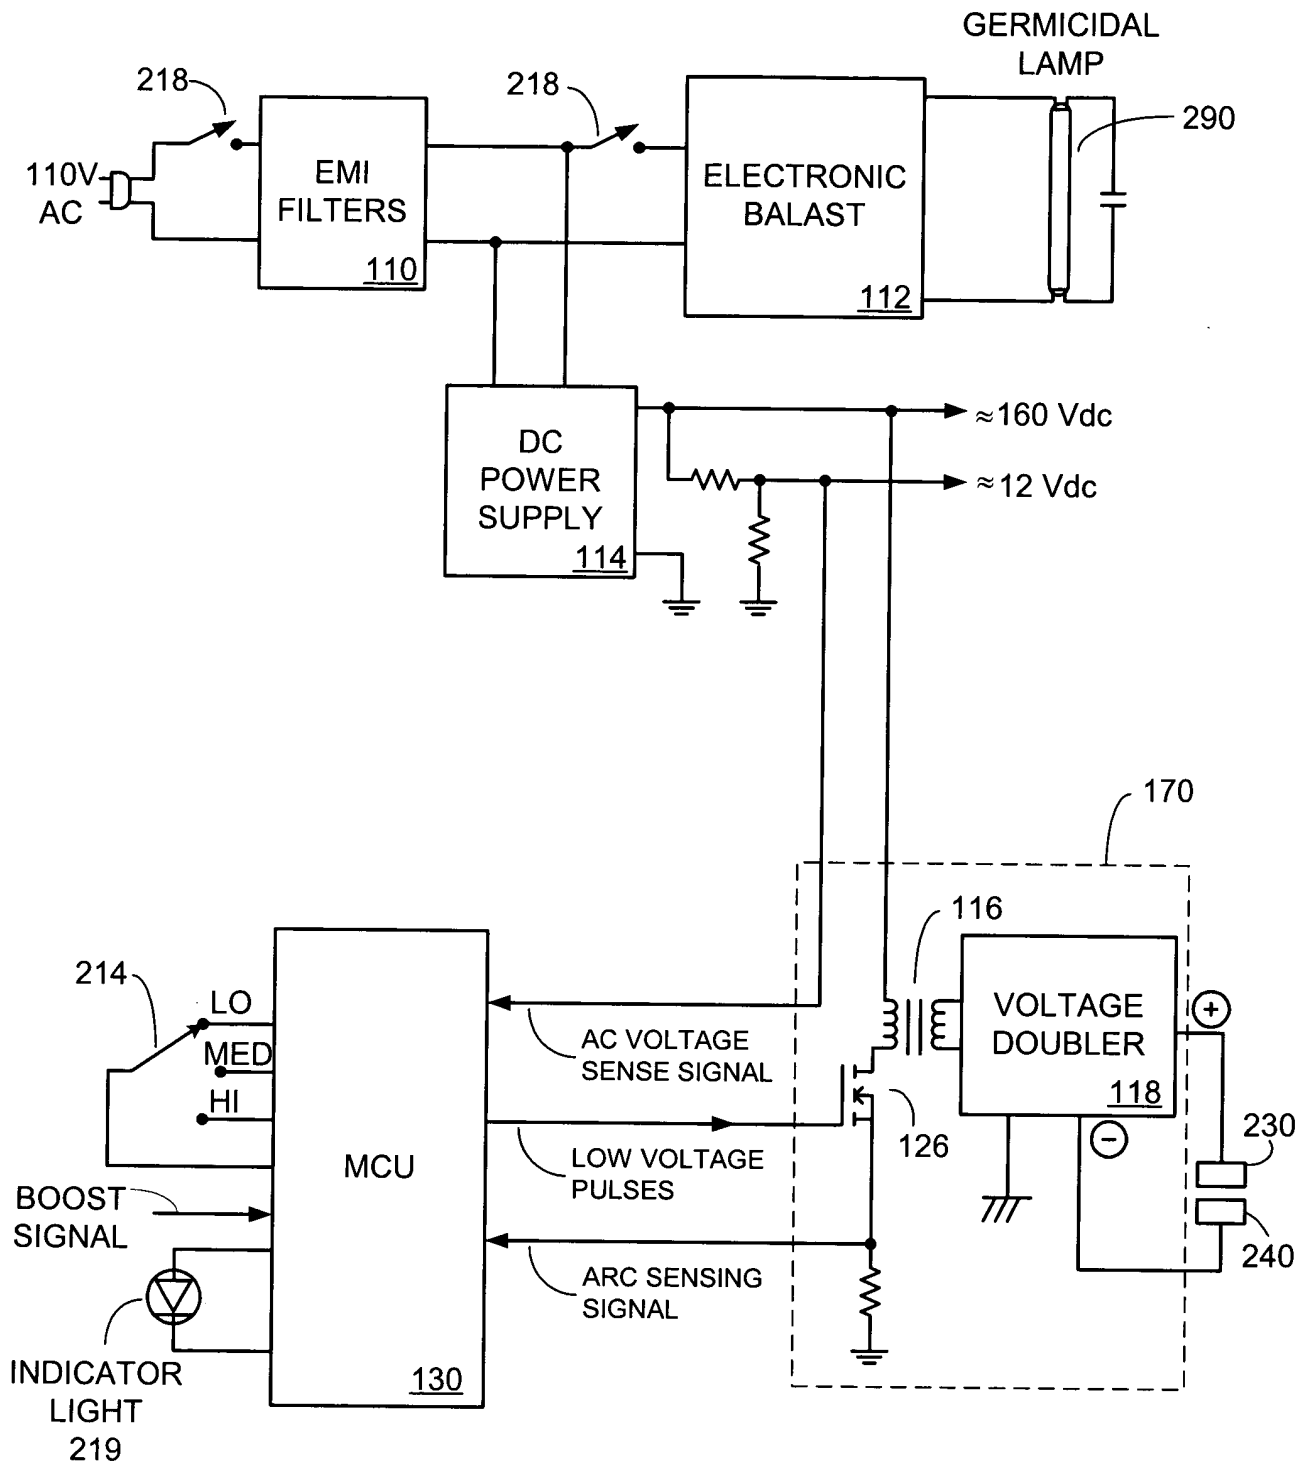 GERMICIDAL
LAMP
218
218
290
110V
AC
EMI
FILTERS
110
ELECTRONIC
BALAST
112
DC
POWER
SUPPLY
114
≈160 Vdc
≈12 Vdc
170
116
214
LO
MED
HI
MCU
130
AC VOLTAGE
SENSE SIGNAL
VOLTAGE
DOUBLER
118
+
−
126
LOW VOLTAGE
PULSES
230
240
BOOST
SIGNAL
ARC SENSING
SIGNAL
INDICATOR
LIGHT
219